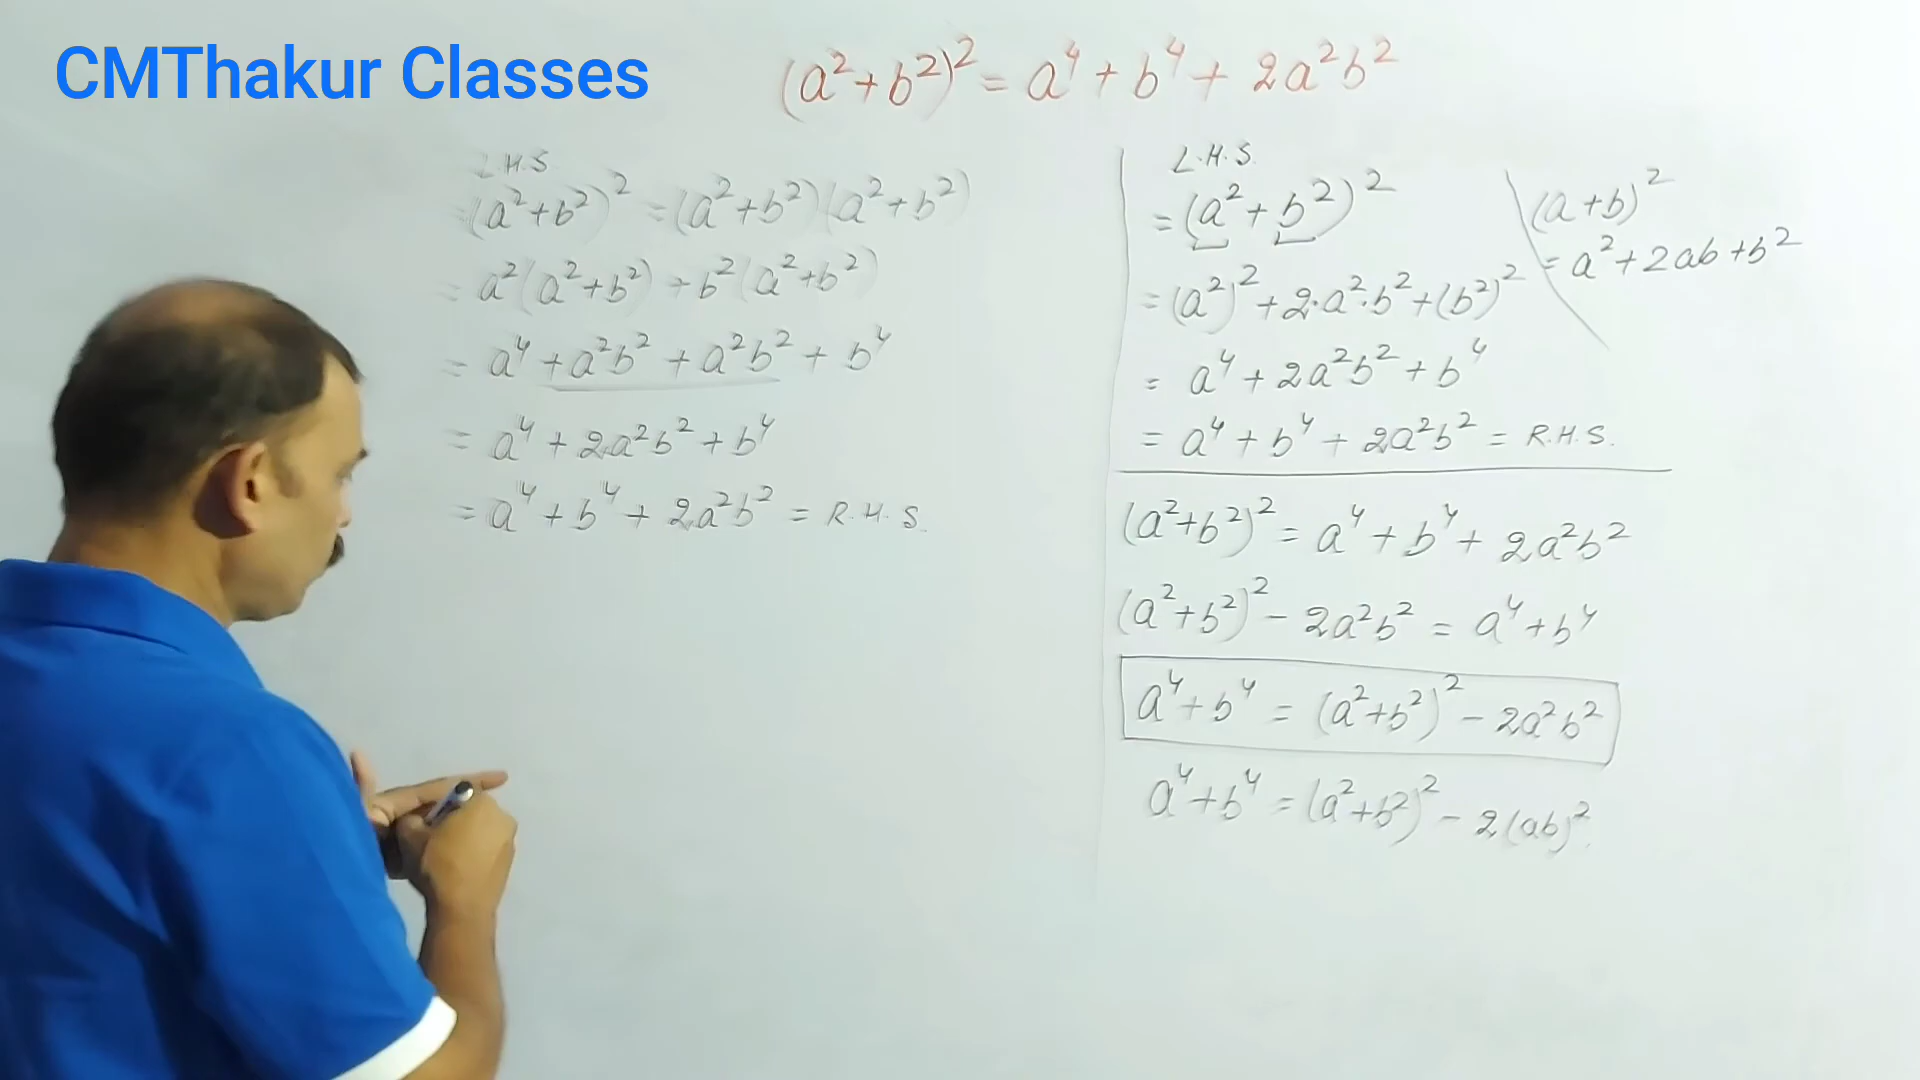 CMThakur Classes
(a²+b²)² = a⁴ + b⁴ + 2a²b²
L.H.S
= (a²+b²)² = (a²+b²)(a²+b²)
= a²(a²+b²) + b²(a²+b²)
= a⁴ + a²b² + a²b² + b⁴
= a⁴ + 2a²b² + b⁴
= a⁴ + b⁴ + 2a²b² = R.H.S.
L.H.S.
= (a² + b²)²
= (a²)² + 2·a²·b² + (b²)²
= a⁴ + 2a²b² + b⁴
= a⁴ + b⁴ + 2a²b² = R.H.S.
(a+b)²
= a² + 2ab + b²
(a²+b²)² = a⁴ + b⁴ + 2a²b²
(a²+b²)² - 2a²b² = a⁴ + b⁴
a⁴ + b⁴ = (a²+b²)² - 2a²b²
a⁴ + b⁴ = (a²+b²)² - 2(ab)².